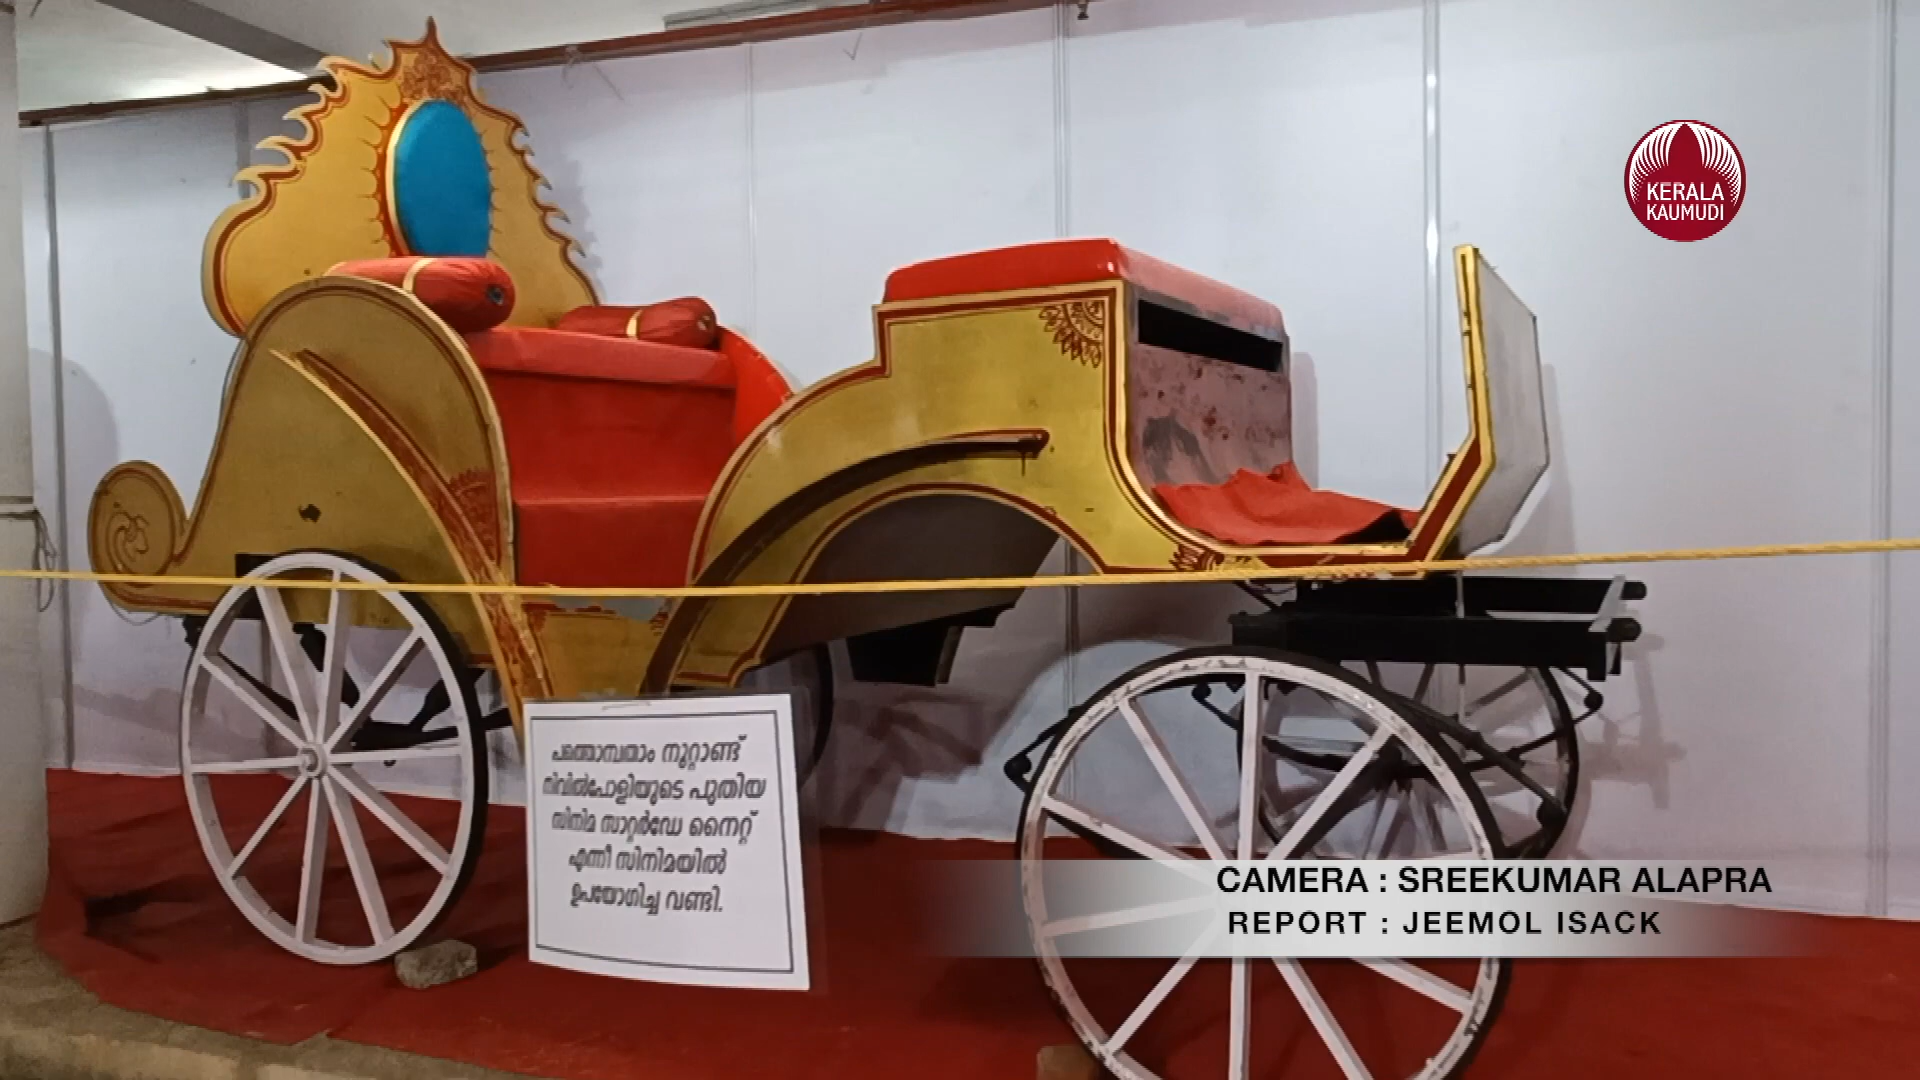 KERALA
KAUMUDI
പത്തൊമ്പതാം നൂറ്റാണ്ട്
നിവിൻപോളിയുടെ പുതിയ
സിനിമ സാറ്റർഡേ നൈറ്റ്
എന്നീ സിനിമയിൽ
ഉപയോഗിച്ച വണ്ടി.
CAMERA : SREEKUMAR ALAPRA
REPORT : JEEMOL ISACK